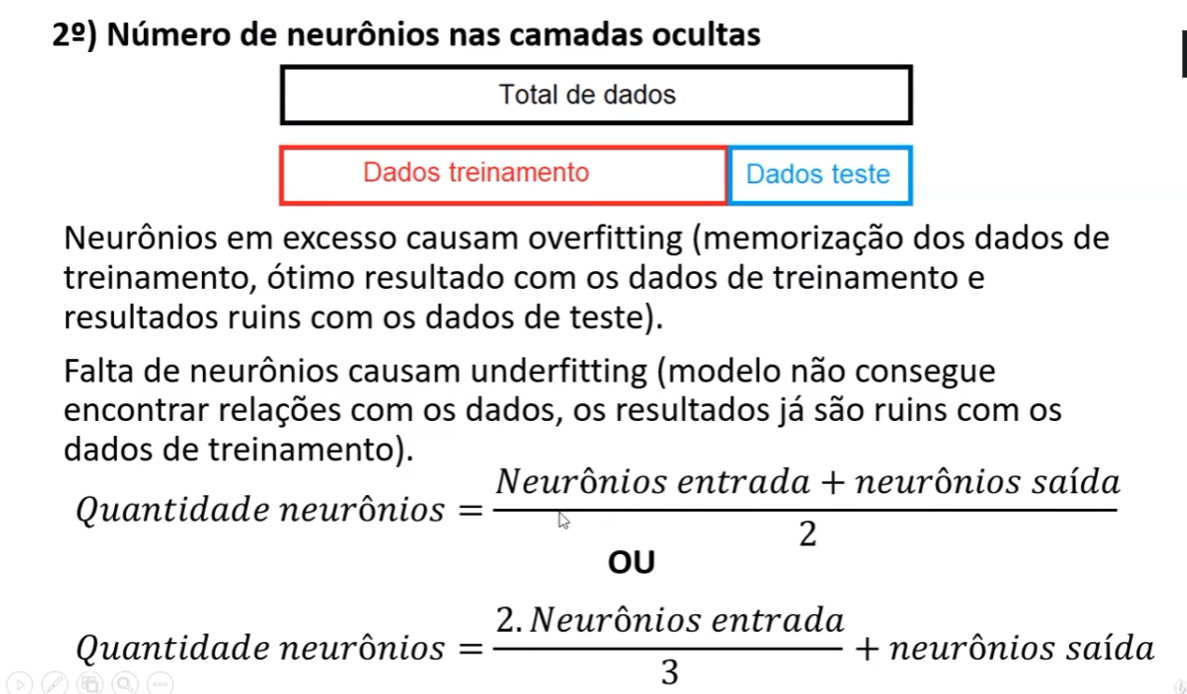 2º) Número de neurônios nas camadas ocultas
Total de dados
Dados treinamento
Dados teste
Neurônios em excesso causam overfitting (memorização dos dados de
treinamento, ótimo resultado com os dados de treinamento e
resultados ruins com os dados de teste).
Falta de neurônios causam underfitting (modelo não consegue
encontrar relações com os dados, os resultados já são ruins com os
dados de treinamento).
Quantidade neurônios = (Neurônios entrada + neurônios saída) / 2
OU
Quantidade neurônios = (2. Neurônios entrada) / 3 + neurônios saída